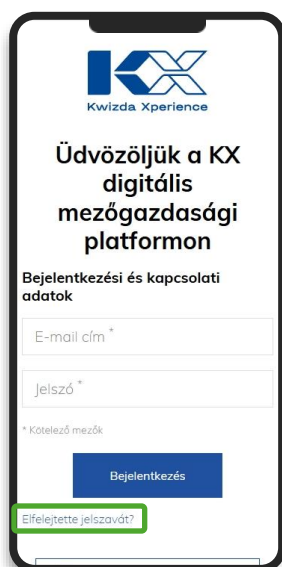 KX
Kwizda Xperience
Üdvözöljük a KX
digitális
mezőgazdasági
platformon
Bejelentkezési és kapcsolati
adatok
E-mail cím *
Jelszó *
* Kötelező mezők
Bejelentkezés
Elfelejtette jelszavát?